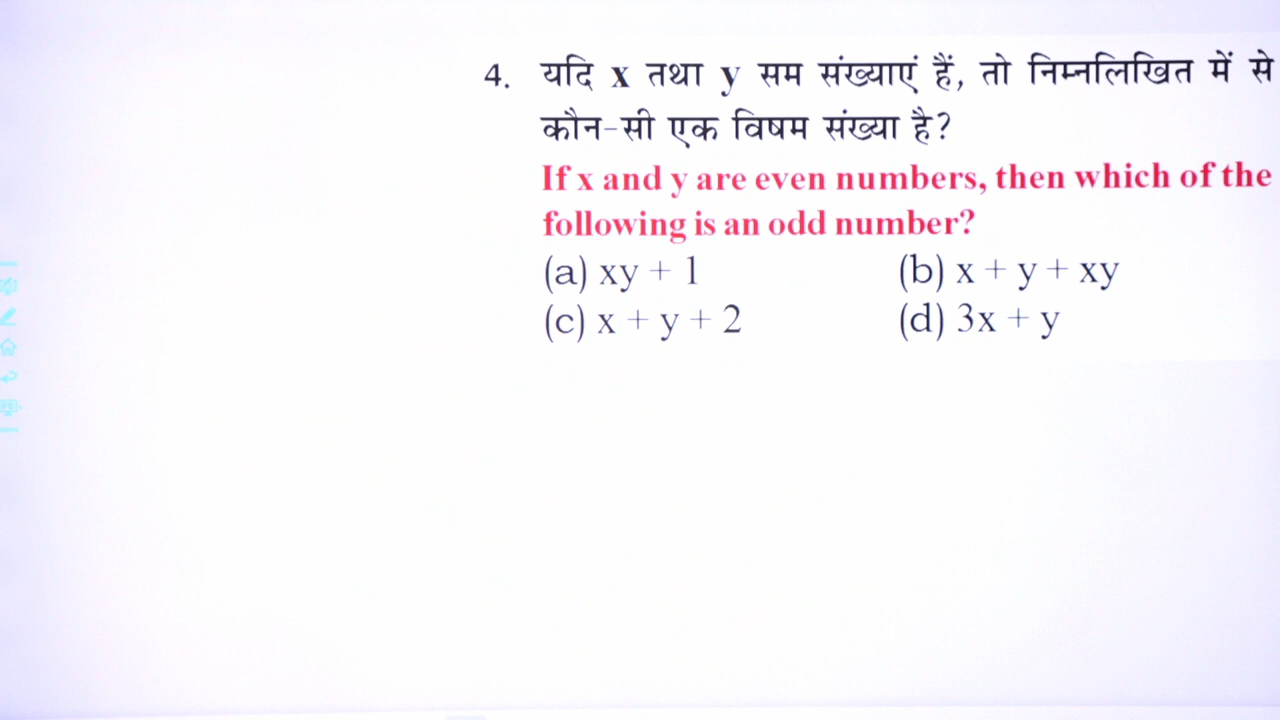 4. यदि x तथा y सम संख्याएं हैं, तो निम्नलिखित में से
कौन-सी एक विषम संख्या है?
If x and y are even numbers, then which of the
following is an odd number?
(a) xy + 1 (b) x + y + xy
(c) x + y + 2 (d) 3x + y